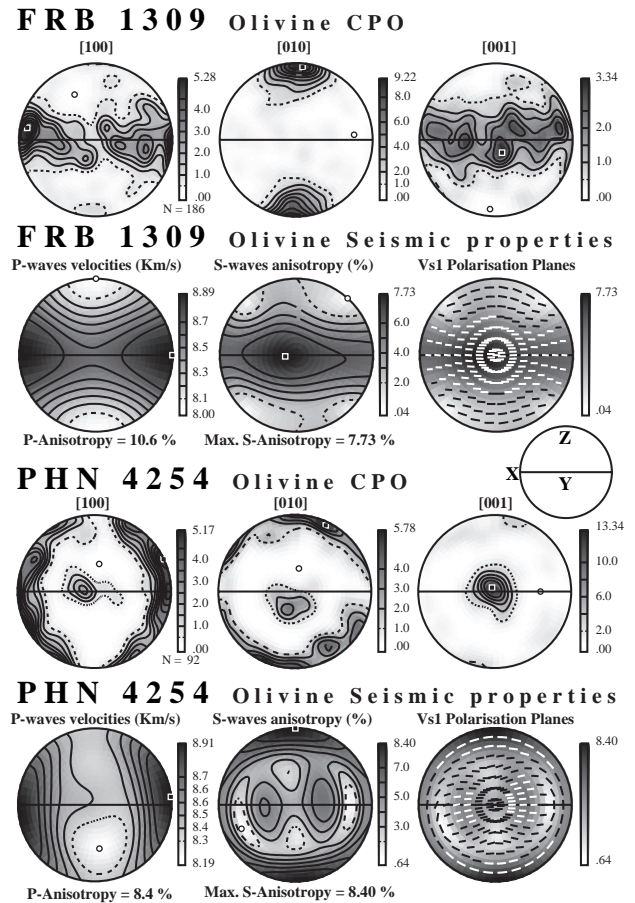 FRB 1309 Olivine CPO
[100] [010] [001]
5.28 9.22 3.34
4.0 8.0
3.0 6.0 2.0
2.0 4.0
1.0 2.0 1.0
1.0
.00 .00 .00
N = 186
FRB 1309 Olivine Seismic properties
P-waves velocities (Km/s) S-waves anisotropy (%) Vs1 Polarisation Planes
8.89 7.73 7.73
8.7 6.0
8.5 4.0
8.3 2.0
8.1
8.00 .04 .04
P-Anisotropy = 10.6 % Max. S-Anisotropy = 7.73 %
Z
X Y
PHN 4254 Olivine CPO
[100] [010] [001]
5.17 5.78 13.34
4.0 4.0 10.0
3.0 3.0
2.0 2.0 6.0
1.0 1.0 2.0
.00 .00 .00
N = 92
PHN 4254 Olivine Seismic properties
P-waves velocities (Km/s) S-waves anisotropy (%) Vs1 Polarisation Planes
8.91 8.40 8.40
8.7 7.0
8.6
8.6 5.0
8.5
8.4 3.0
8.3
8.19 .64 .64
P-Anisotropy = 8.4 % Max. S-Anisotropy = 8.40 %